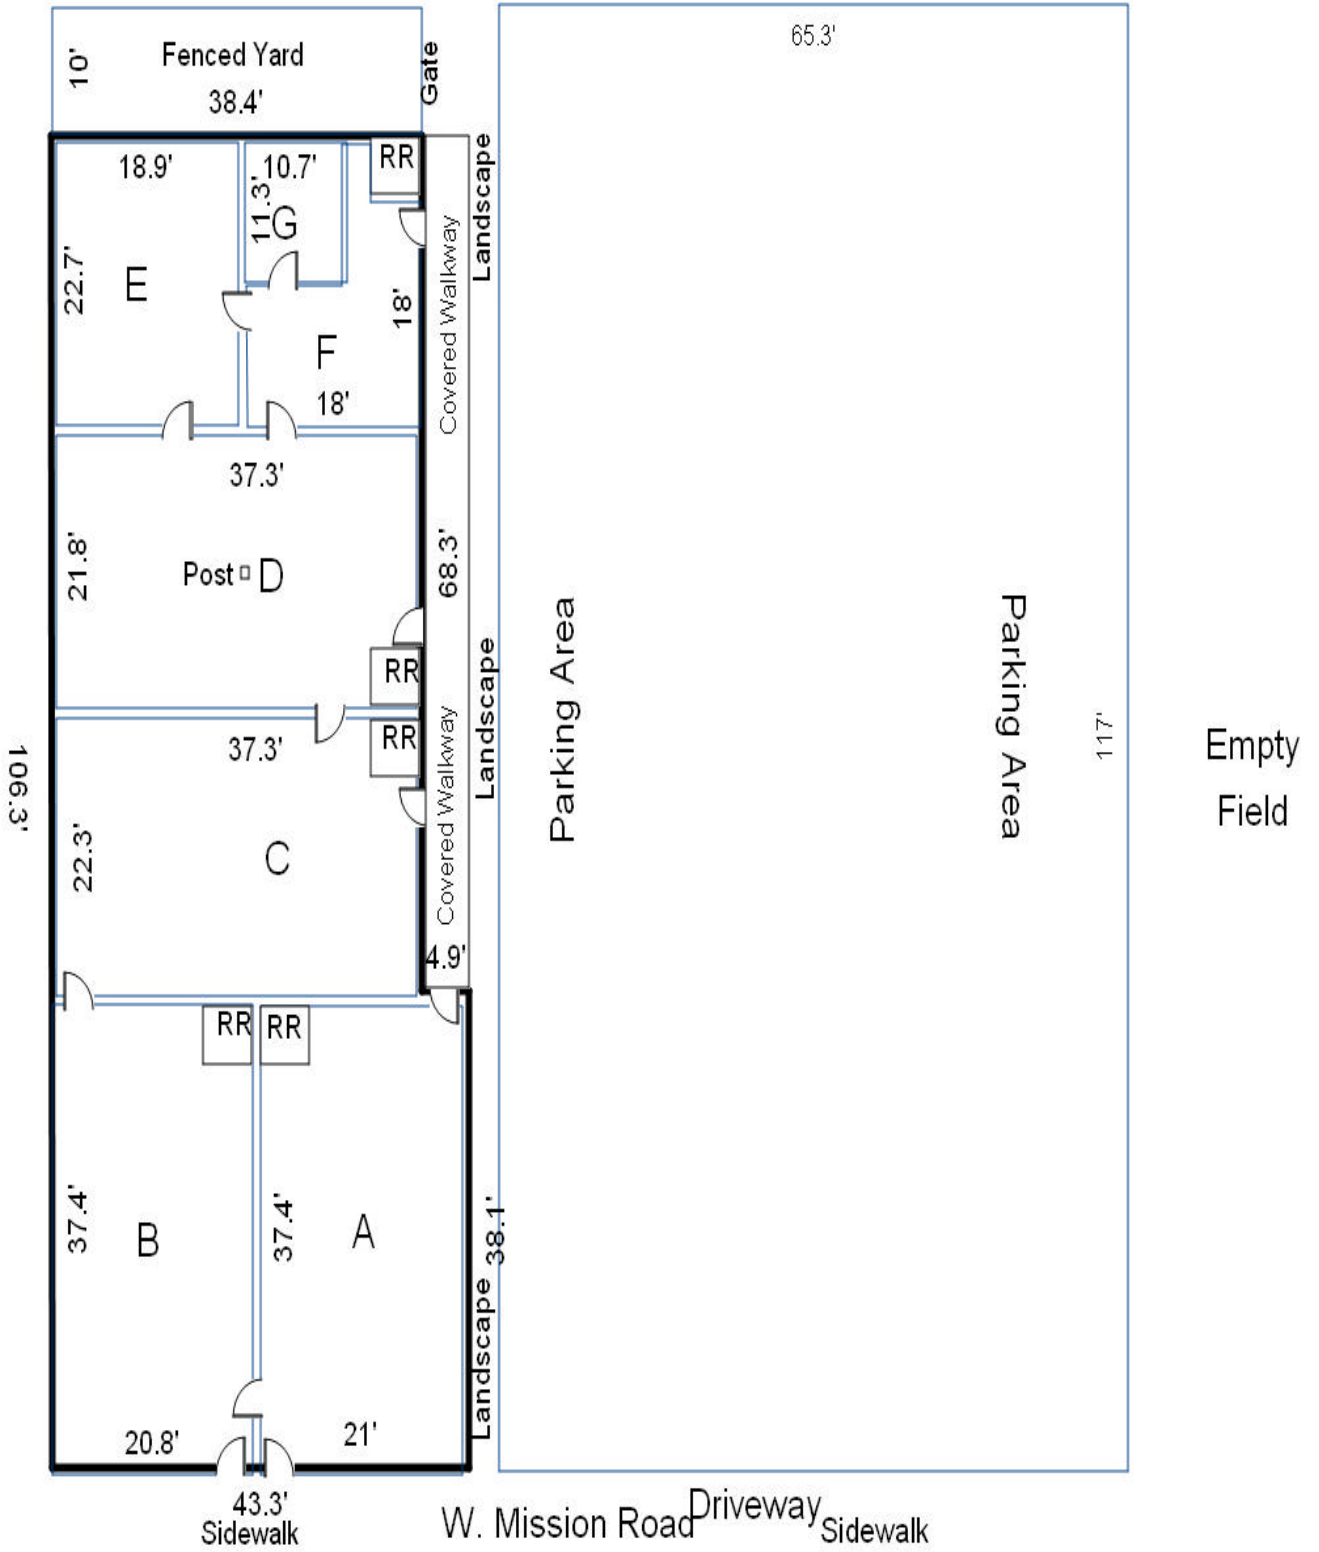 65.3'
Fenced Yard
10'
38.4'
Gate
RR
18.9'
10.7'
11.3'
G
Landscape
22.7'
E
Covered Walkway
18'
F
18'
37.3'
21.8'
Post D
68.3'
RR
Landscape
Parking Area
Parking Area
117'
Empty
Field
106.3'
37.3'
RR
22.3'
C
Covered Walkway
4.9'
RR
RR
37.4'
B
37.4'
A
38.1'
Landscape
20.8'
21'
43.3'
Sidewalk
W. Mission Road
Driveway
Sidewalk